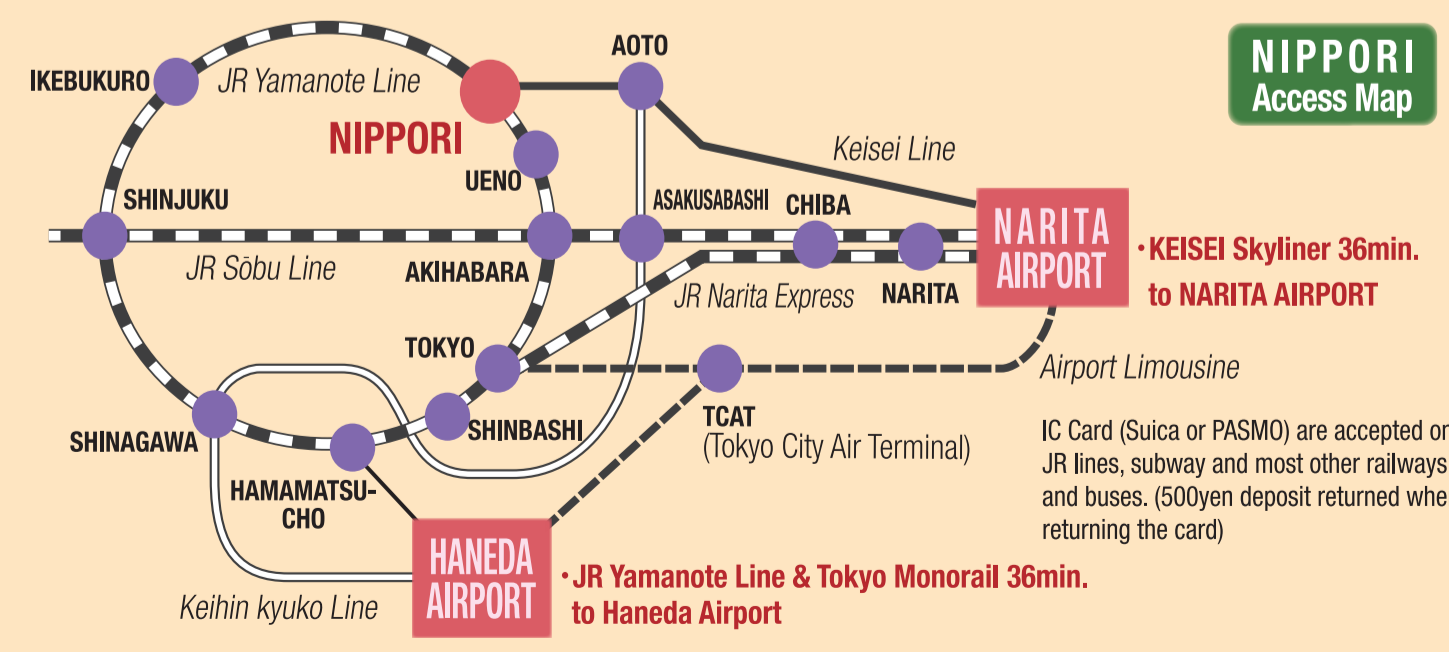 NIPPORI
Access Map
AOTO
IKEBUKURO
JR Yamanote Line
NIPPORI
Keisei Line
UENO
SHINJUKU
ASAKUSABASHI
CHIBA
NARITA
AIRPORT
・KEISEI Skyliner 36min.
to NARITA AIRPORT
JR Sōbu Line
AKIHABARA
JR Narita Express
NARITA
TOKYO
Airport Limousine
TCAT
(Tokyo City Air Terminal)
SHINBASHI
SHINAGAWA
HAMAMATSU-
CHO
IC Card (Suica or PASMO) are accepted on
JR lines, subway and most other railways
and buses. (500yen deposit returned whe
returning the card)
HANEDA
AIRPORT
・JR Yamanote Line & Tokyo Monorail 36min.
to Haneda Airport
Keihin kyuko Line